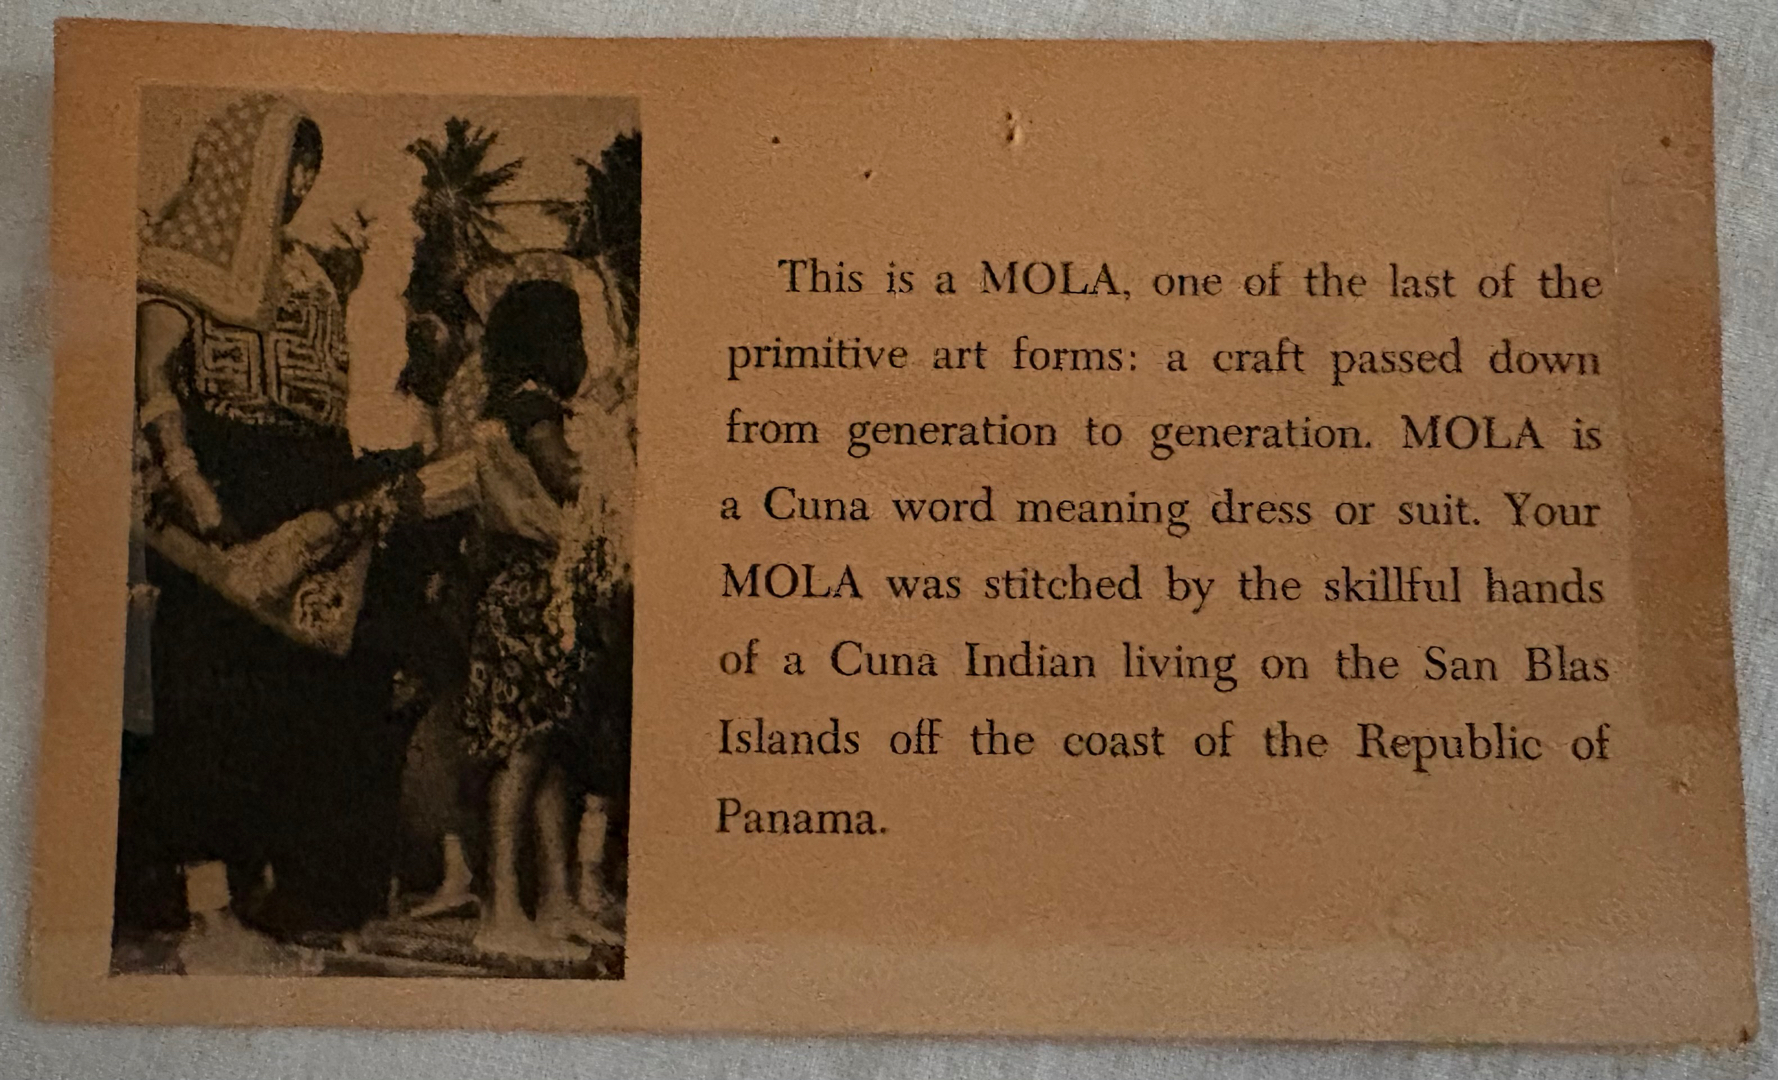 This is a MOLA, one of the last of the
primitive art forms: a craft passed down
from generation to generation. MOLA is
a Cuna word meaning dress or suit. Your
MOLA was stitched by the skillful hands
of a Cuna Indian living on the San Blas
Islands off the coast of the Republic of
Panama.